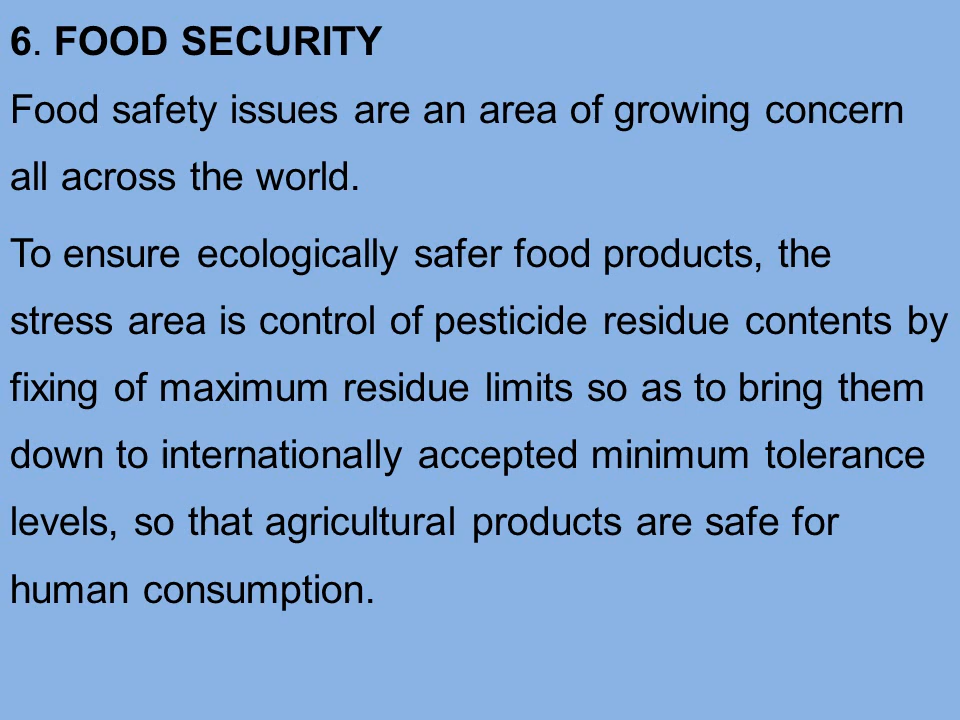 6. FOOD SECURITY
Food safety issues are an area of growing concern
all across the world.
To ensure ecologically safer food products, the
stress area is control of pesticide residue contents by
fixing of maximum residue limits so as to bring them
down to internationally accepted minimum tolerance
levels, so that agricultural products are safe for
human consumption.